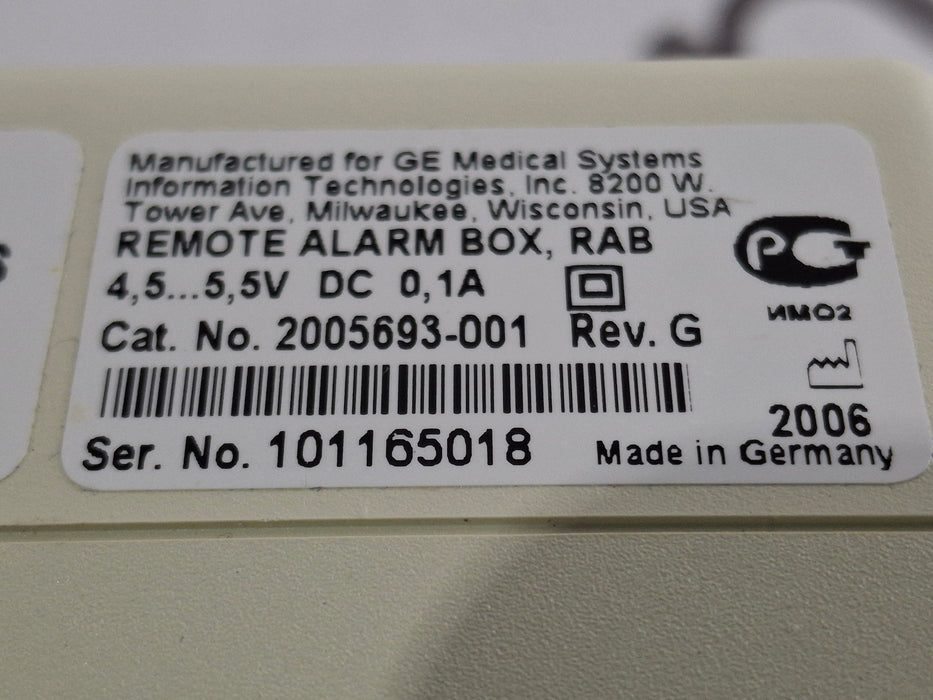 Manufactured for GE Medical Systems
Information Technologies, Inc. 8200 W.
Tower Ave, Milwaukee, Wisconsin, USA
REMOTE ALARM BOX, RAB
4,5...5,5V DC 0,1A
Cat. No. 2005693-001 Rev. G
Ser. No. 101165018
PCT
ИМО2
2006
Made in Germany